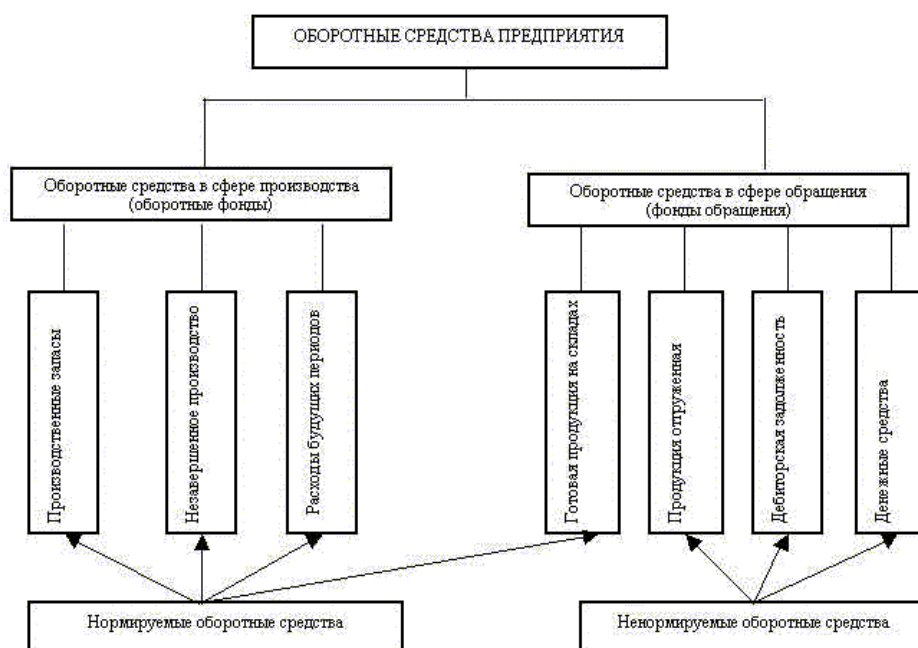 ОБОРОТНЫЕ СРЕДСТВА ПРЕДПРИЯТИЯ
Оборотные средства в сфере производства
(оборотные фонды)
Оборотные средства в сфере обращения
(фонды обращения)
Производственные запасы
Незавершенное производство
Расходы будущих периодов
Готовая продукция на складах
Продукция отгруженная
Дебиторская задолженность
Денежные средства
Нормируемые оборотные средства
Ненормируемые оборотные средства